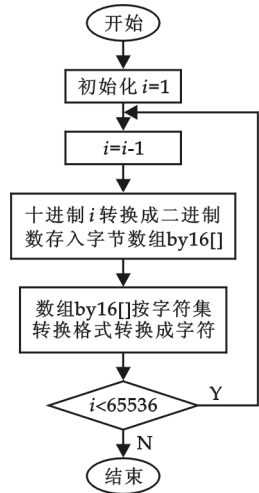 开始
初始化 i=1
i=i-1
十进制 i 转换成二进制
数存入字节数组by16[]
数组by16[]按字符集
转换格式转换成字符
i<65536
Y
N
结束